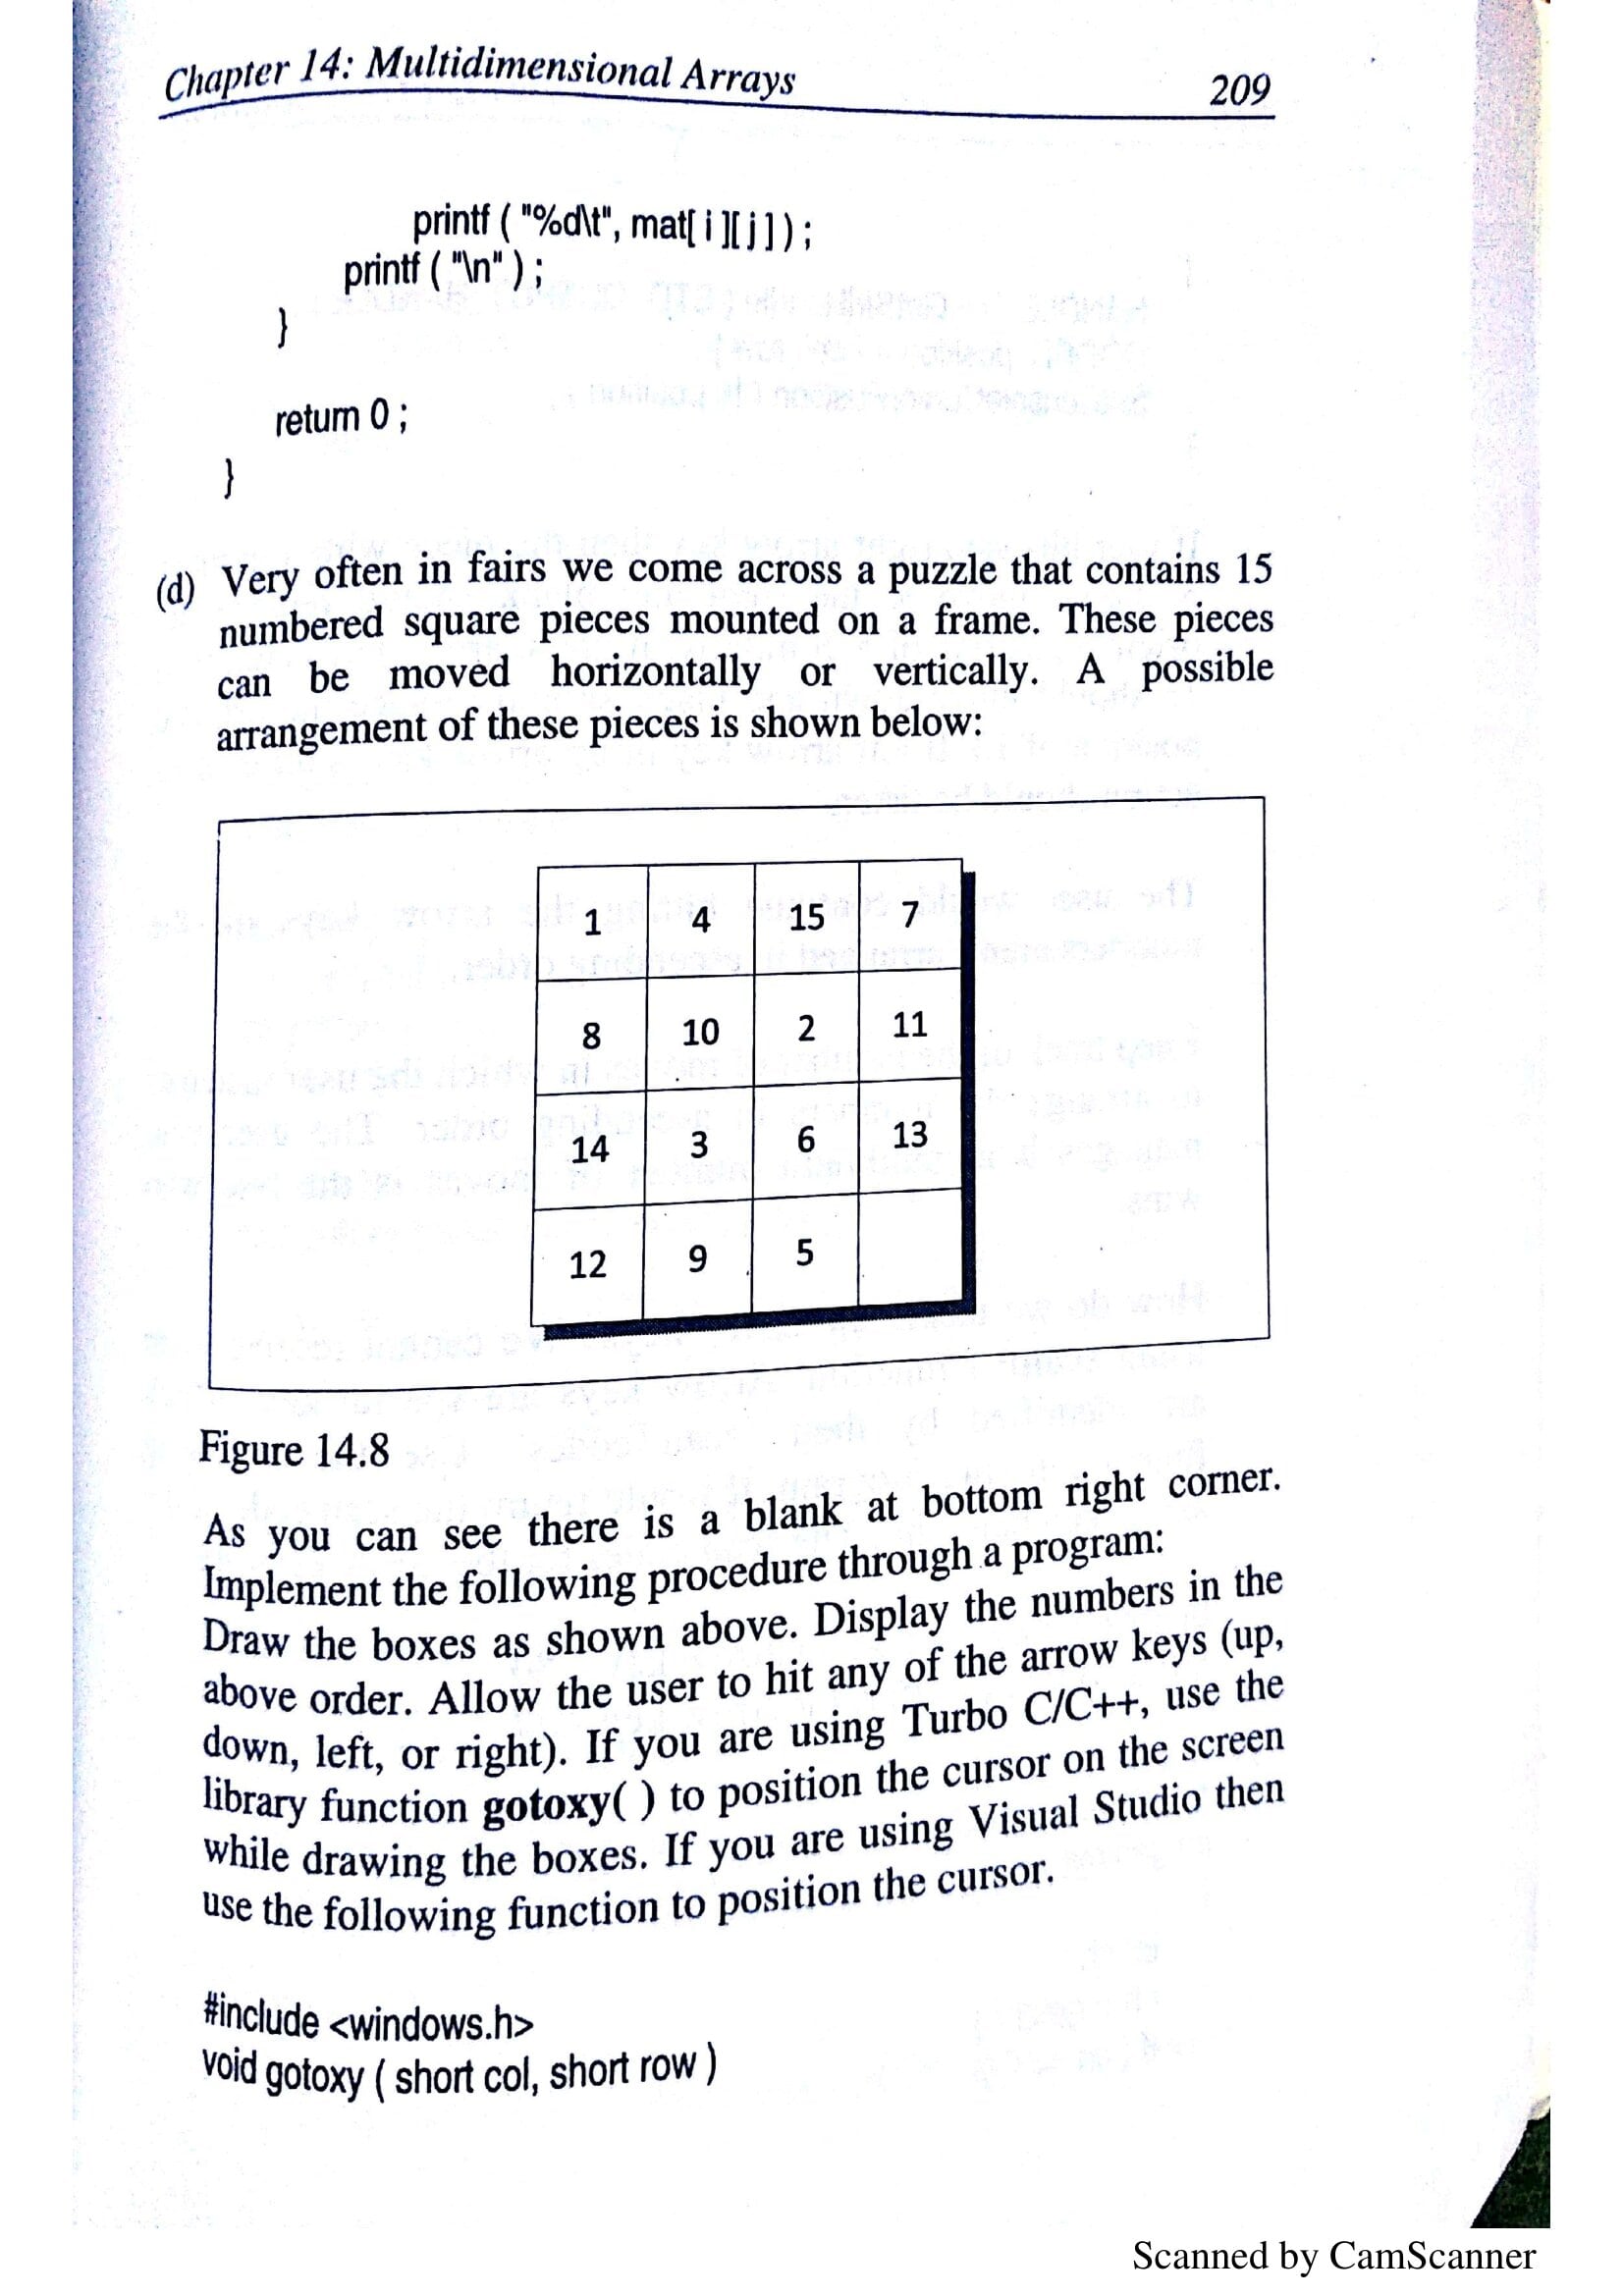 Chapter 14: Multidimensional Arrays 209
printf ( "%d\t", mat[ i ][ j ] ) ;
printf ( "\n" ) ;
}
return 0 ;
}
(d) Very often in fairs we come across a puzzle that contains 15
numbered square pieces mounted on a frame. These pieces
can be moved horizontally or vertically. A possible
arrangement of these pieces is shown below:
1 4 15 7
8 10 2 11
14 3 6 13
12 9 5
Figure 14.8
As you can see there is a blank at bottom right corner.
Implement the following procedure through a program:
Draw the boxes as shown above. Display the numbers in the
above order. Allow the user to hit any of the arrow keys (up,
down, left, or right). If you are using Turbo C/C++, use the
library function gotoxy( ) to position the cursor on the screen
while drawing the boxes. If you are using Visual Studio then
use the following function to position the cursor.
#include <windows.h>
void gotoxy ( short col, short row )
Scanned by CamScanner